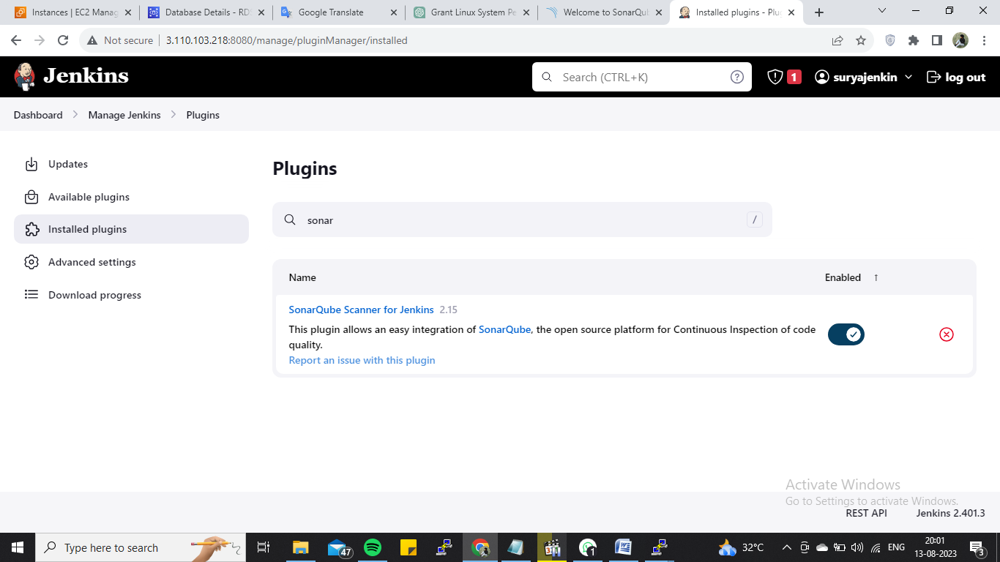 Instances | EC2 Manag
Database Details - RD
Google Translate
Grant Linux System Pe
Welcome to SonarQub
Installed plugins - Plug
Not secure
3.110.103.218:8080/manage/pluginManager/installed
Jenkins
Search (CTRL+K)
1
suryajenkin
log out
Dashboard
Manage Jenkins
Plugins
Updates
Available plugins
Installed plugins
Advanced settings
Download progress
Plugins
sonar
/
Name
Enabled ↑
SonarQube Scanner for Jenkins 2.15
This plugin allows an easy integration of SonarQube, the open source platform for Continuous Inspection of code
quality.
Report an issue with this plugin
Activate Windows
Go to Settings to activate Windows.
REST API
Jenkins 2.401.3
Type here to search
47
1
32°C
ENG
20:01
13-08-2023
3